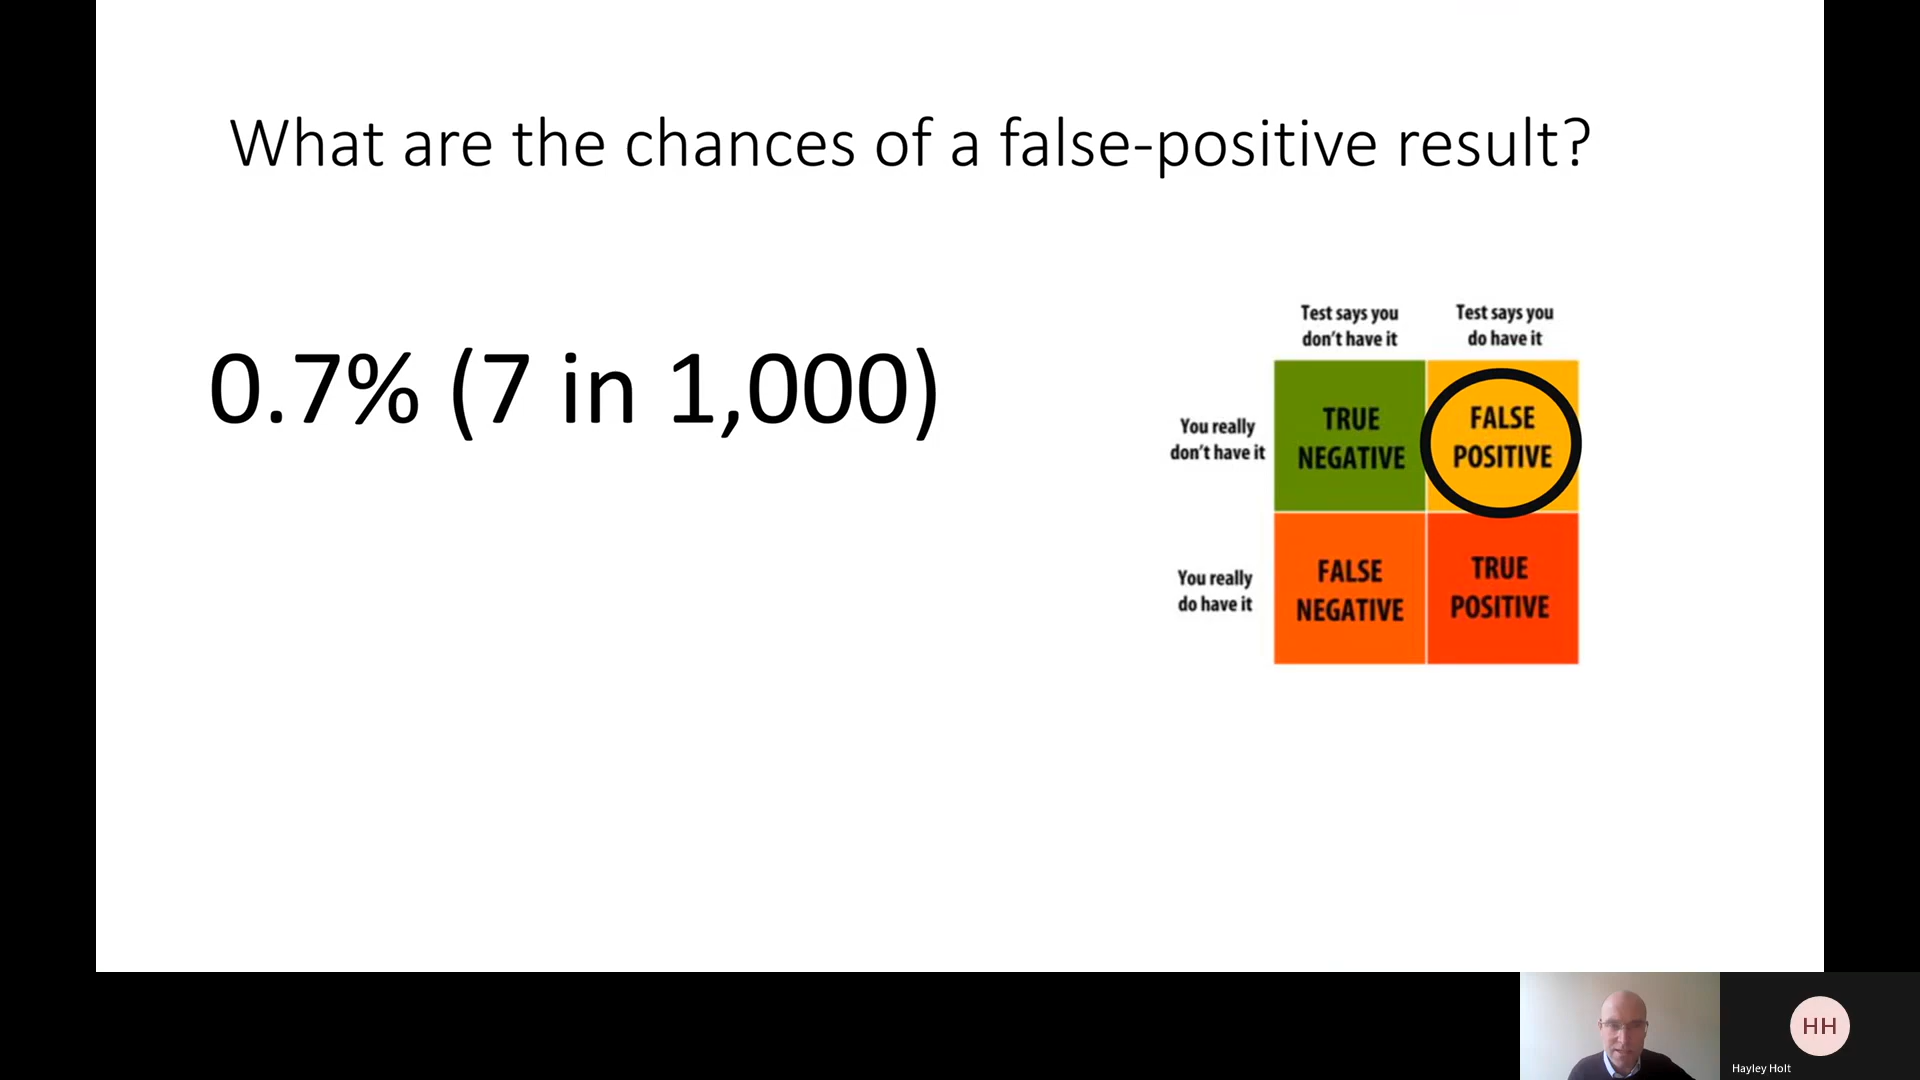 What are the chances of a false-positive result?
0.7% (7 in 1,000)
Test says you
don't have it
Test says you
do have it
You really
don't have it
TRUE
NEGATIVE
FALSE
POSITIVE
You really
do have it
FALSE
NEGATIVE
TRUE
POSITIVE
HH
Hayley Holt